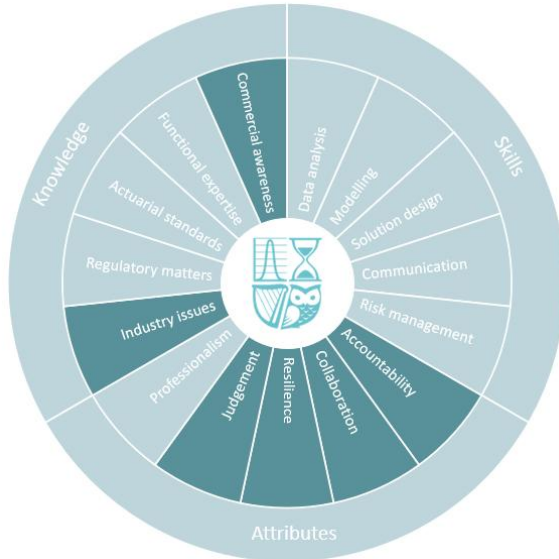 Knowledge
Skills
Attributes
Commercial awareness
Data analysis
Modelling
Solution design
Communication
Risk management
Accountability
Collaboration
Resilience
Judgement
Professionalism
Industry issues
Regulatory matters
Actuarial standards
Functional expertise